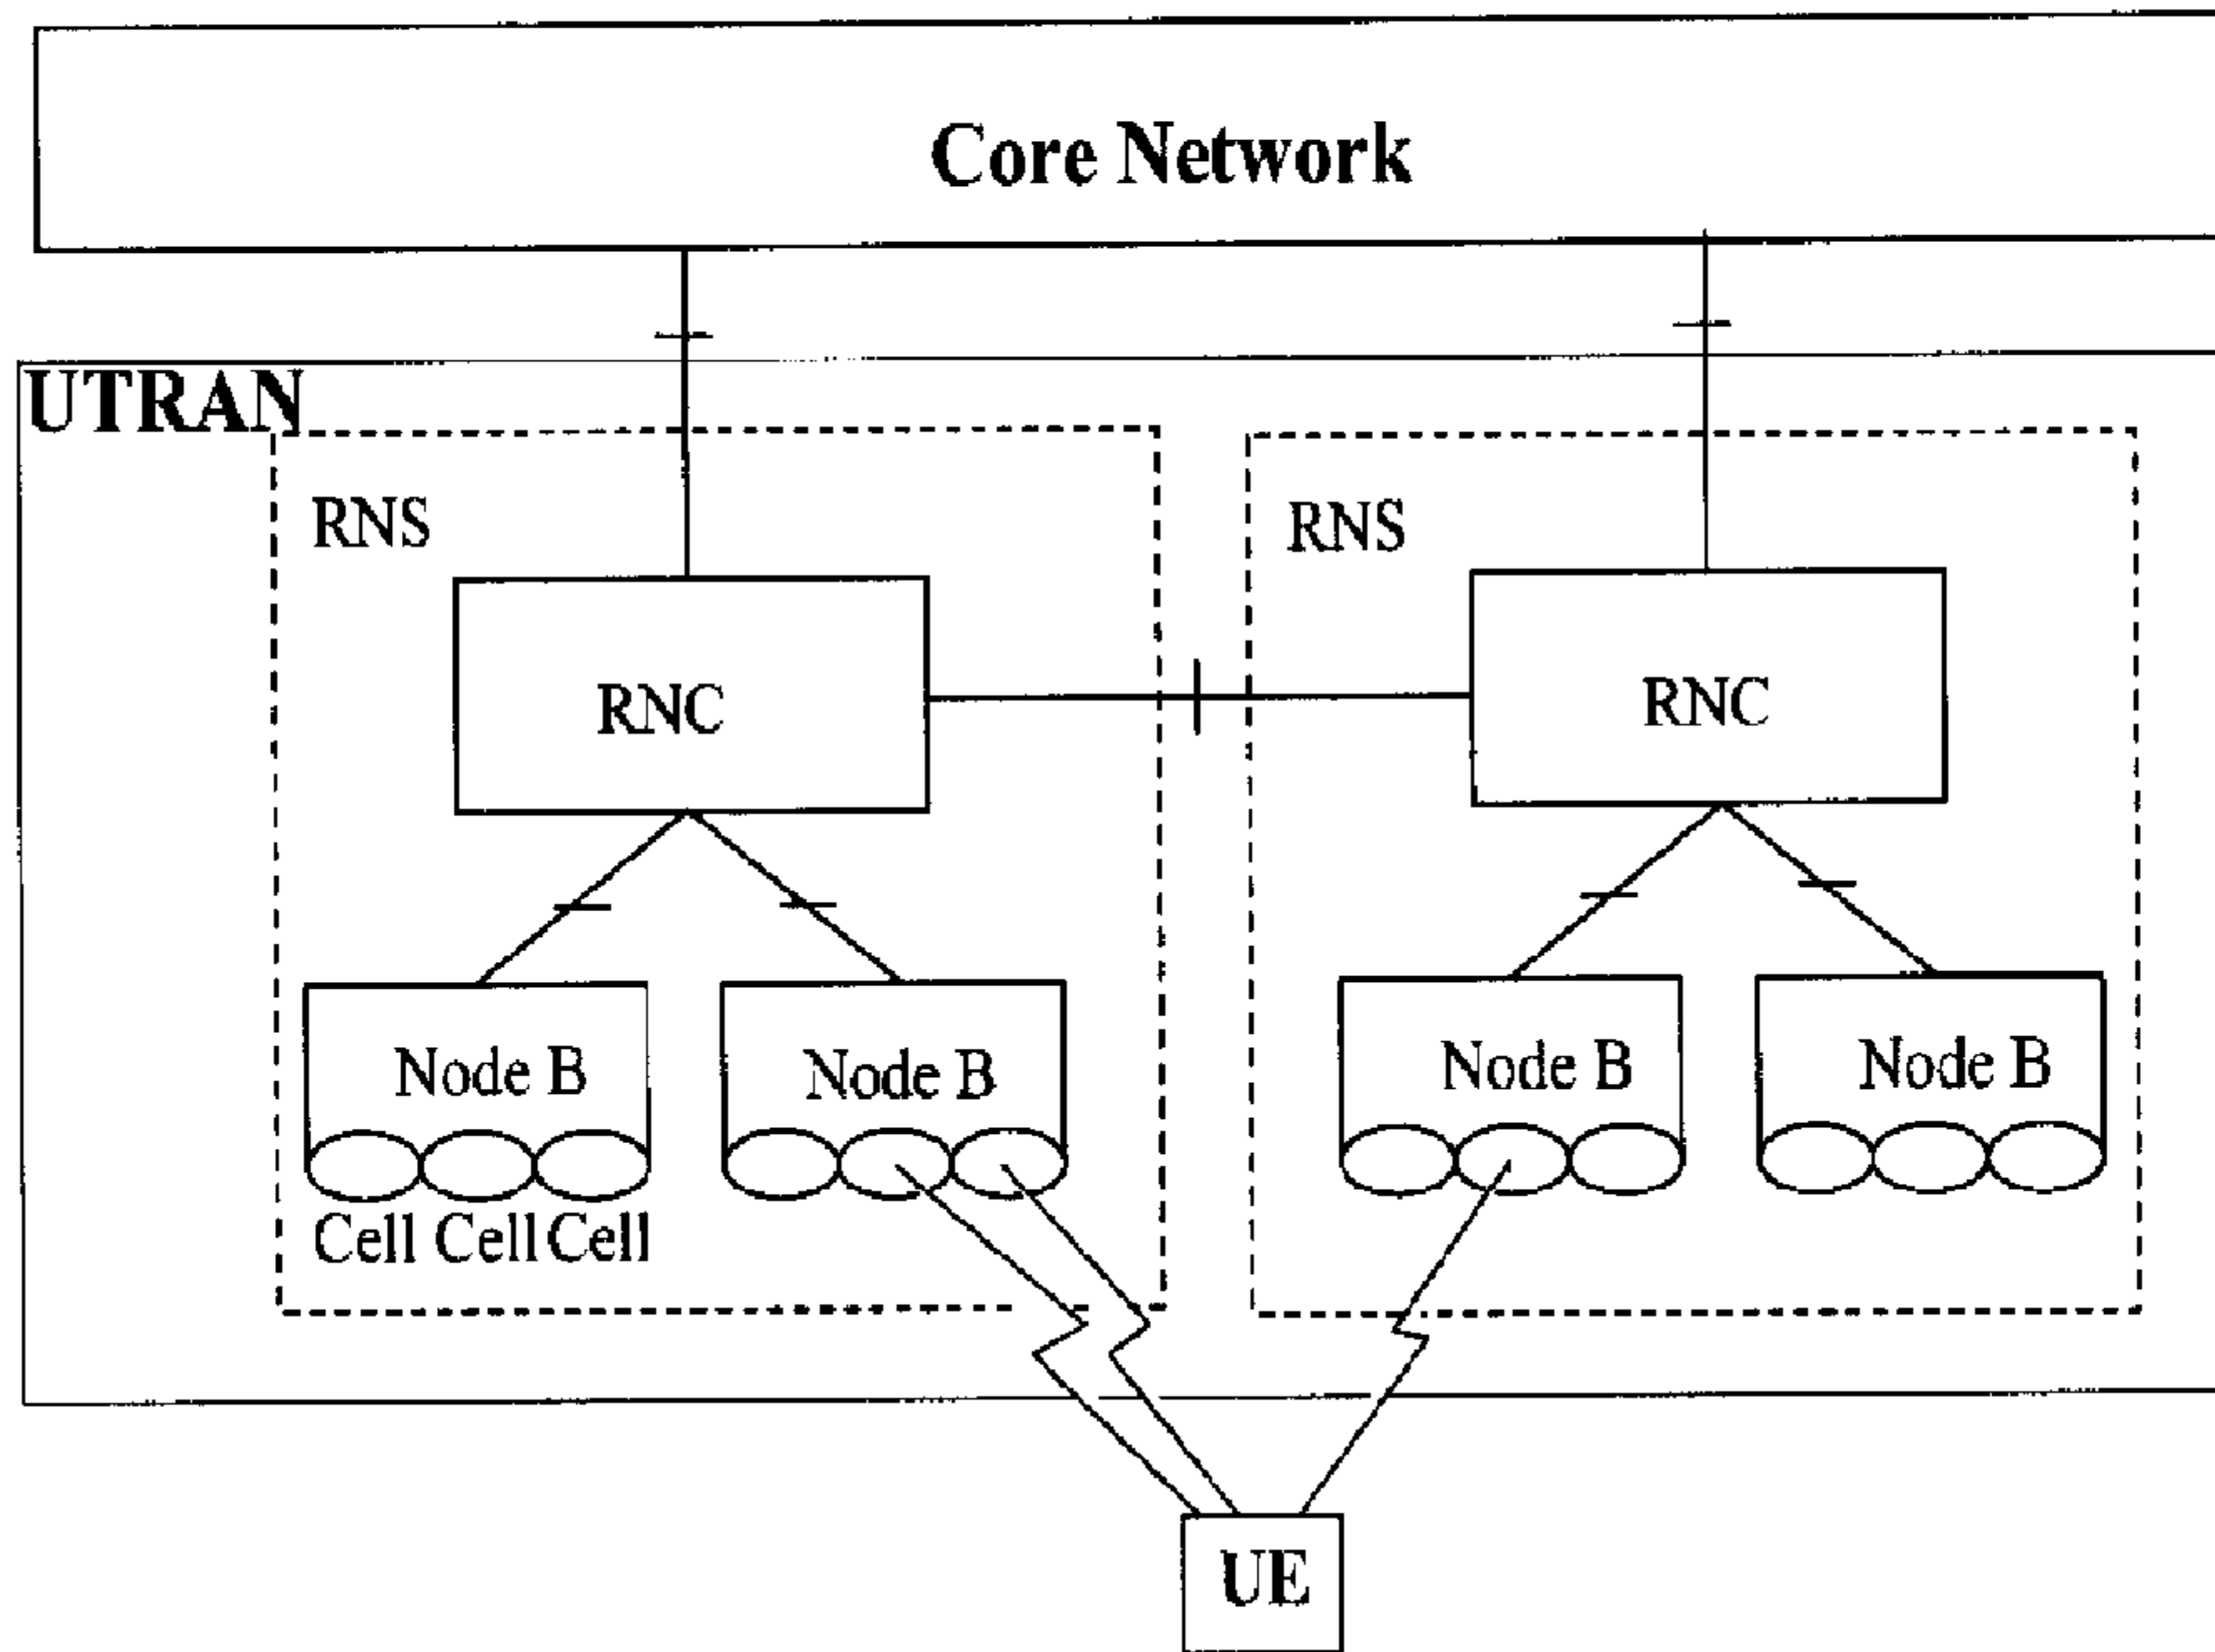 Core Network
UTRAN
RNS
RNS
RNC
RNC
Node B
Node B
Node B
Node B
Cell Cell Cell
UE